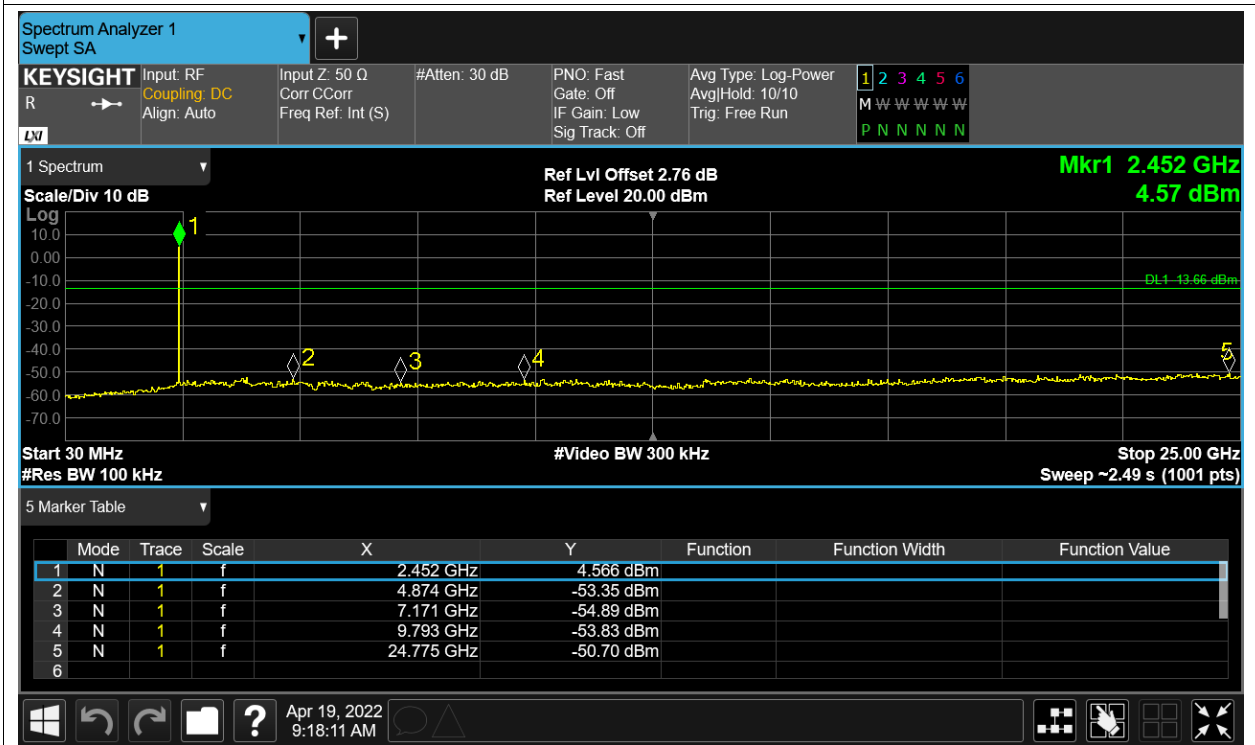 Spectrum Analyzer 1
Swept SA
KEYSIGHT
R
LXI
Input: RF
Coupling: DC
Align: Auto
Input Z: 50 Ω
Corr CCorr
Freq Ref: Int (S)
#Atten: 30 dB
PNO: Fast
Gate: Off
IF Gain: Low
Sig Track: Off
Avg Type: Log-Power
Avg|Hold: 10/10
Trig: Free Run
1 2 3 4 5 6
M W W W W W
P N N N N N
1 Spectrum
Scale/Div 10 dB
Ref Lvl Offset 2.76 dB
Ref Level 20.00 dBm
Mkr1 2.452 GHz
4.57 dBm
Log
10.0
0.00
-10.0
-20.0
-30.0
-40.0
-50.0
-60.0
-70.0
1
2
3
4
5
DL1 -13.66 dBm
Start 30 MHz
#Video BW 300 kHz
Stop 25.00 GHz
#Res BW 100 kHz
Sweep ~2.49 s (1001 pts)
5 Marker Table
Mode Trace Scale X Y Function Function Width Function Value
1 N 1 f 2.452 GHz 4.566 dBm
2 N 1 f 4.874 GHz -53.35 dBm
3 N 1 f 7.171 GHz -54.89 dBm
4 N 1 f 9.793 GHz -53.83 dBm
5 N 1 f 24.775 GHz -50.70 dBm
6
?
Apr 19, 2022
9:18:11 AM